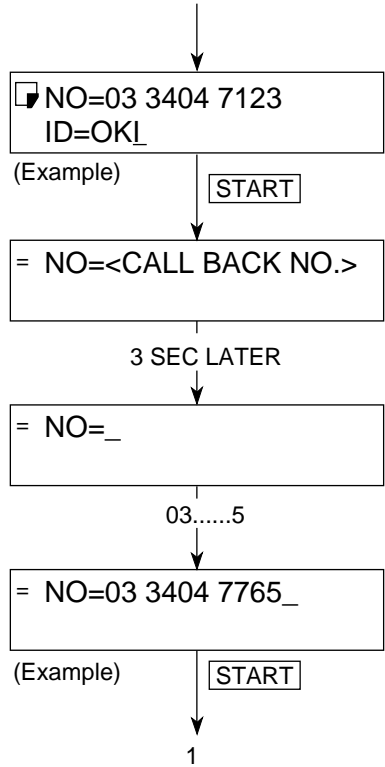 NO=03 3404 7123
ID=OKI
(Example)
START
= NO=<CALL BACK NO.>
3 SEC LATER
= NO=_
03......5
= NO=03 3404 7765_
(Example)
START
1